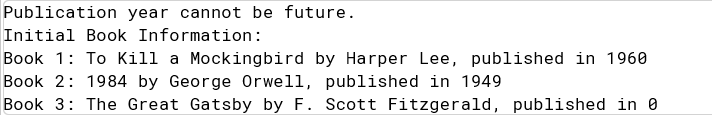 Publication year cannot be future.
Initial Book Information:
Book 1: To Kill a Mockingbird by Harper Lee, published in 1960
Book 2: 1984 by George Orwell, published in 1949
Book 3: The Great Gatsby by F. Scott Fitzgerald, published in 0